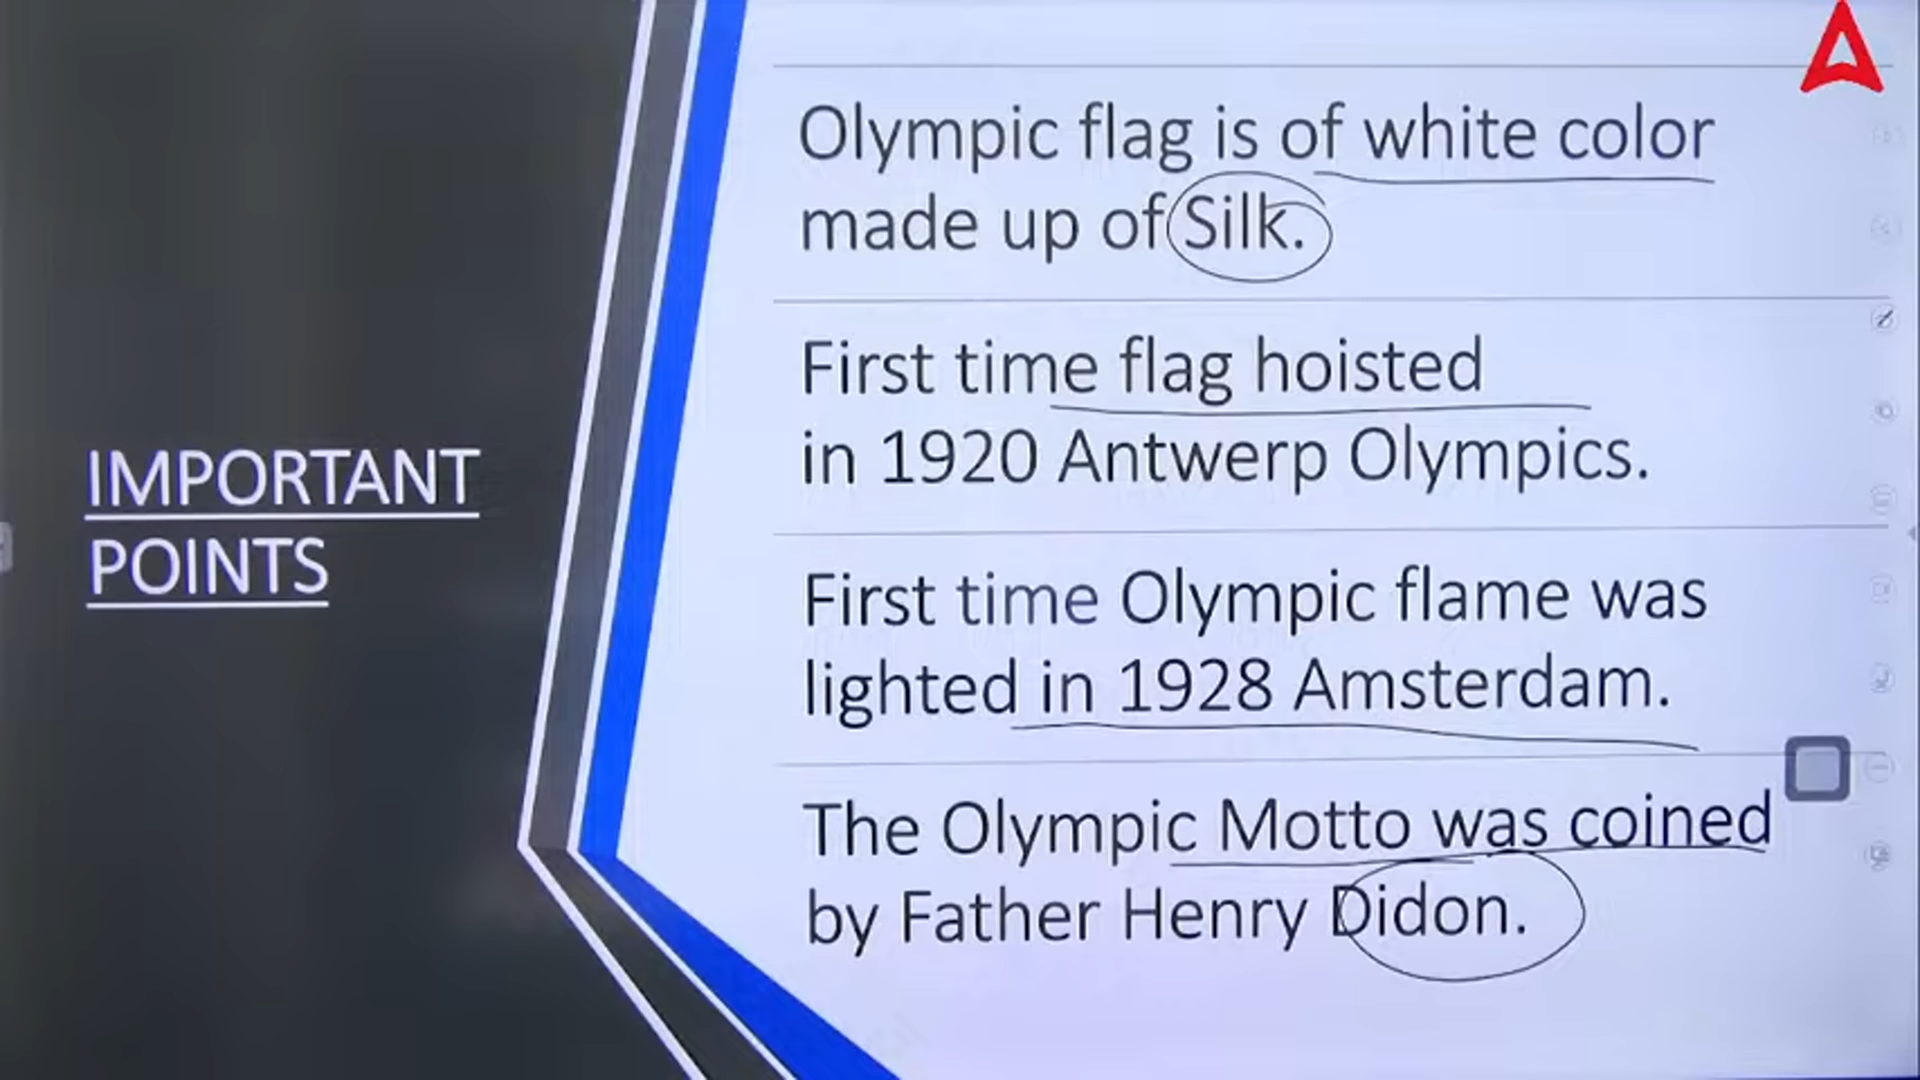 IMPORTANT
POINTS
Olympic flag is of white color
made up of Silk.
First time flag hoisted
in 1920 Antwerp Olympics.
First time Olympic flame was
lighted in 1928 Amsterdam.
The Olympic Motto was coined
by Father Henry Didon.